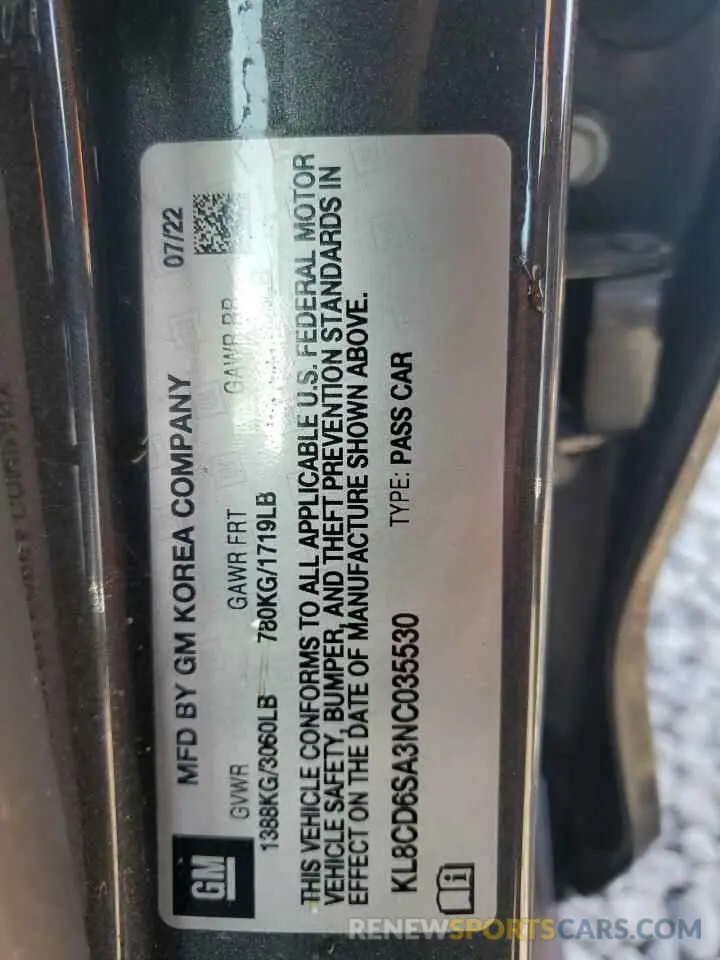 GM
MFD BY GM KOREA COMPANY 07/22
GVWR GAWR FRT GAWR RR
1388KG/3060LB 780KG/1719LB
THIS VEHICLE CONFORMS TO ALL APPLICABLE U.S. FEDERAL MOTOR
VEHICLE SAFETY, BUMPER, AND THEFT PREVENTION STANDARDS IN
EFFECT ON THE DATE OF MANUFACTURE SHOWN ABOVE.
KL8CD6SA3NC035530 TYPE: PASS CAR
RENEWSPORTSCARS.COM